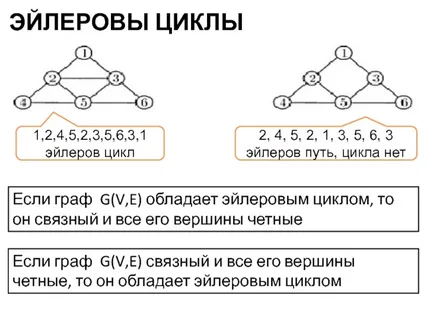 ЭЙЛЕРОВЫ ЦИКЛЫ
1
2 3
4 5 6
1
2 3
4 5 6
1,2,4,5,2,3,5,6,3,1
эйлеров цикл
2, 4, 5, 2, 1, 3, 5, 6, 3
эйлеров путь, цикла нет
Если граф G(V,E) обладает эйлеровым циклом, то
он связный и все его вершины четные
Если граф G(V,E) связный и все его вершины
четные, то он обладает эйлеровым циклом